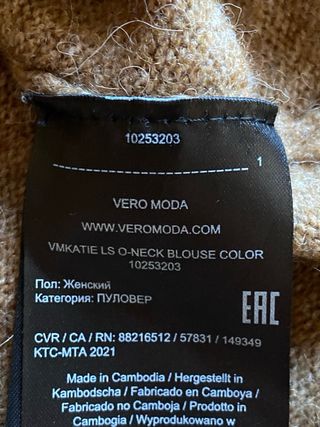 10253203
1
VERO MODA
WWW.VEROMODA.COM
VMKATIE LS O-NECK BLOUSE COLOR
10253203
Пол: Женский
Категория: ПУЛОВЕР
EAC
CVR / CA / RN: 88216512 / 57831 / 149349
KTC-MTA 2021
Made in Cambodia / Hergestellt in
Kambodscha / Fabricado en Camboya /
Fabricado no Camboja / Prodotto in
Cambogia / Wyprodukowano w